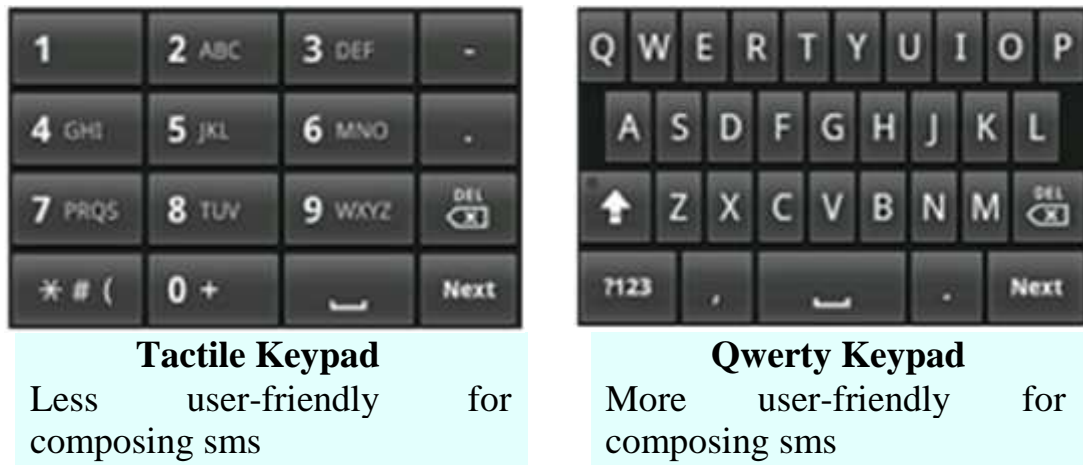 1 2 ABC 3 DEF -
4 GHI 5 JKL 6 MNO .
7 PRQS 8 TUV 9 WXYZ DEL
* # ( 0 + Next
Tactile Keypad
Less user-friendly for
composing sms
Q W E R T Y U I O P
A S D F G H J K L
Z X C V B N M DEL
?123 , . Next
Qwerty Keypad
More user-friendly for
composing sms